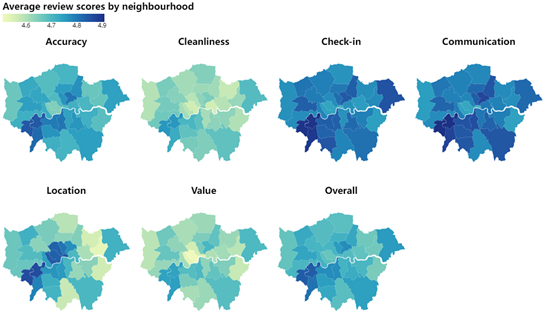 Average review scores by neighbourhood
4.6 4.7 4.8 4.9
Accuracy Cleanliness Check-in Communication
Location Value Overall